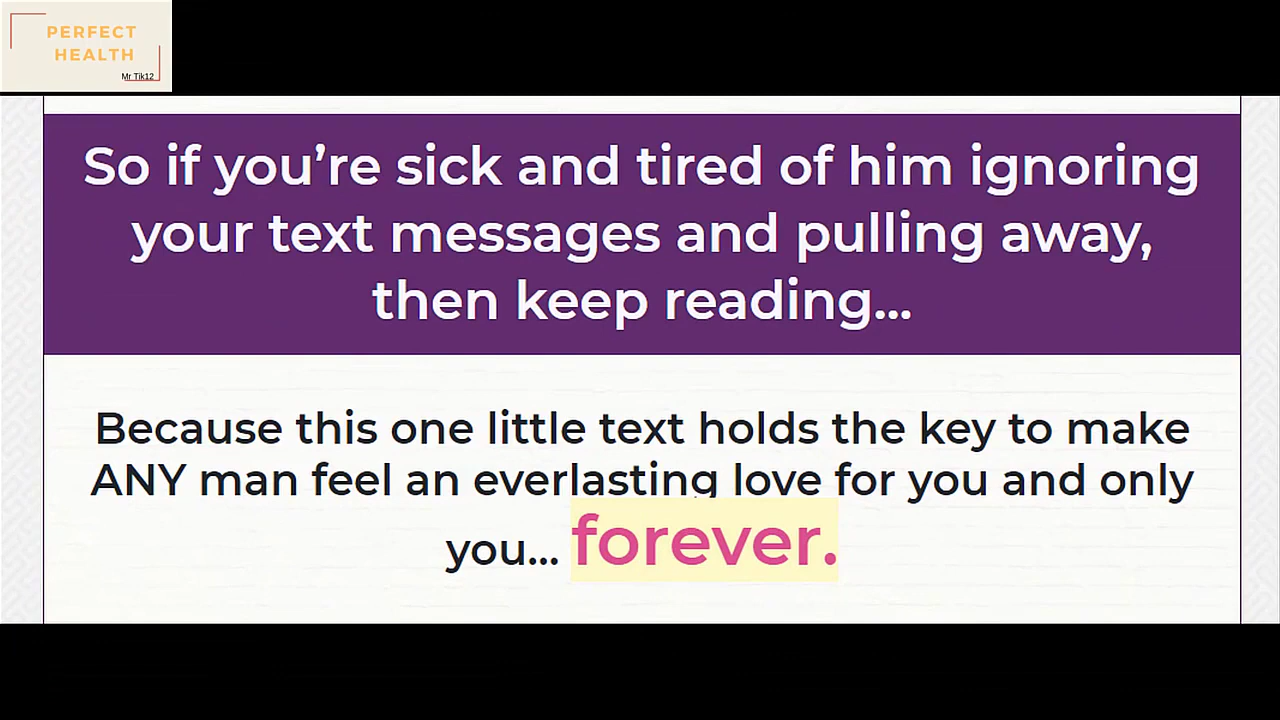 PERFECT
HEALTH
Mr Tik12
So if you’re sick and tired of him ignoring
your text messages and pulling away,
then keep reading...
Because this one little text holds the key to make
ANY man feel an everlasting love for you and only
you... forever.